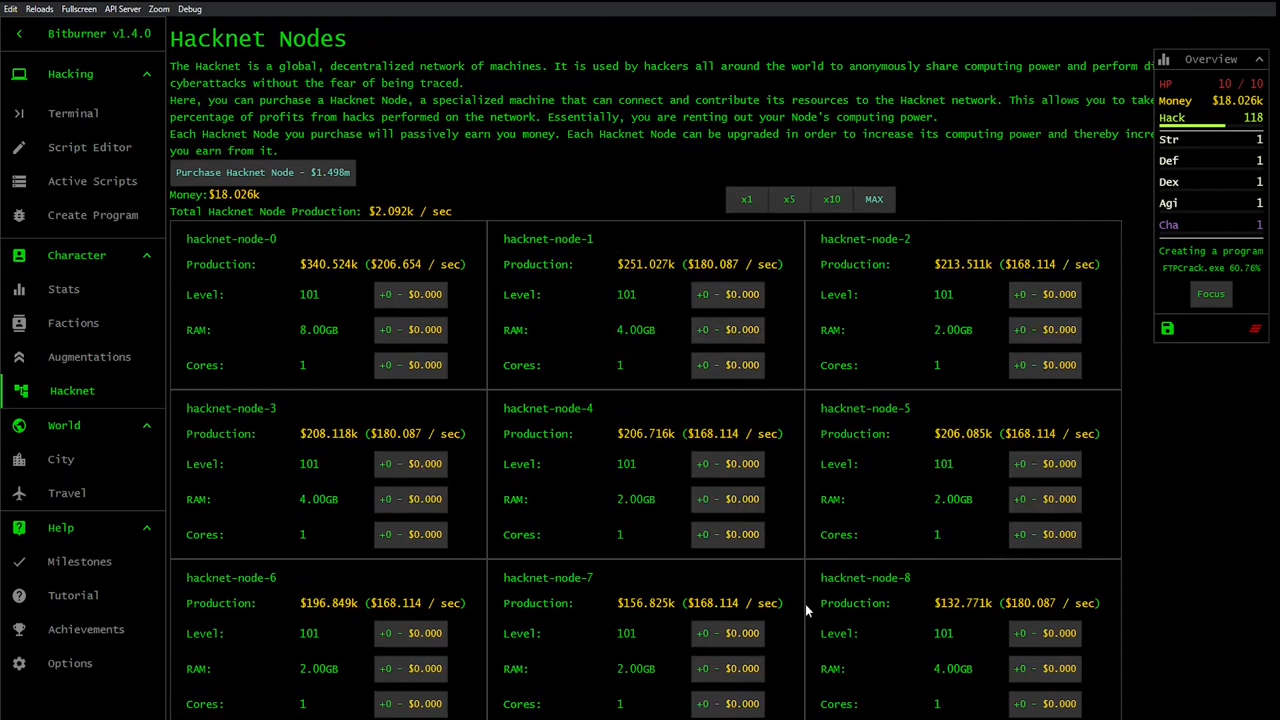 Edit Reloads Fullscreen API Server Zoom Debug
Bitburner v1.4.0
Hacking
Terminal
Script Editor
Active Scripts
Create Program
Character
Stats
Factions
Augmentations
Hacknet
World
City
Travel
Help
Milestones
Tutorial
Achievements
Options
Hacknet Nodes
The Hacknet is a global, decentralized network of machines. It is used by hackers all around the world to anonymously share computing power and perform di
cyberattacks without the fear of being traced.
Here, you can purchase a Hacknet Node, a specialized machine that can connect and contribute its resources to the Hacknet network. This allows you to take
percentage of profits from hacks performed on the network. Essentially, you are renting out your Node's computing power.
Each Hacknet Node you purchase will passively earn you money. Each Hacknet Node can be upgraded in order to increase its computing power and thereby incre
you earn from it.
Purchase Hacknet Node - $1.498m
Money:$18.026k
Total Hacknet Node Production: $2.092k / sec
x1 x5 x10 MAX
hacknet-node-0
Production: $340.524k ($206.654 / sec)
Level: 101 +0 - $0.000
RAM: 8.00GB +0 - $0.000
Cores: 1 +0 - $0.000
hacknet-node-1
Production: $251.027k ($180.087 / sec)
Level: 101 +0 - $0.000
RAM: 4.00GB +0 - $0.000
Cores: 1 +0 - $0.000
hacknet-node-2
Production: $213.511k ($168.114 / sec)
Level: 101 +0 - $0.000
RAM: 2.00GB +0 - $0.000
Cores: 1 +0 - $0.000
hacknet-node-3
Production: $208.118k ($180.087 / sec)
Level: 101 +0 - $0.000
RAM: 4.00GB +0 - $0.000
Cores: 1 +0 - $0.000
hacknet-node-4
Production: $206.716k ($168.114 / sec)
Level: 101 +0 - $0.000
RAM: 2.00GB +0 - $0.000
Cores: 1 +0 - $0.000
hacknet-node-5
Production: $206.085k ($168.114 / sec)
Level: 101 +0 - $0.000
RAM: 2.00GB +0 - $0.000
Cores: 1 +0 - $0.000
hacknet-node-6
Production: $196.849k ($168.114 / sec)
Level: 101 +0 - $0.000
RAM: 2.00GB +0 - $0.000
Cores: 1 +0 - $0.000
hacknet-node-7
Production: $156.825k ($168.114 / sec)
Level: 101 +0 - $0.000
RAM: 2.00GB +0 - $0.000
Cores: 1 +0 - $0.000
hacknet-node-8
Production: $132.771k ($180.087 / sec)
Level: 101 +0 - $0.000
RAM: 4.00GB +0 - $0.000
Cores: 1 +0 - $0.000
Overview
HP 10 / 10
Money $18.026k
Hack 118
Str 1
Def 1
Dex 1
Agi 1
Cha 1
Creating a program
FTPCrack.exe 60.76%
Focus